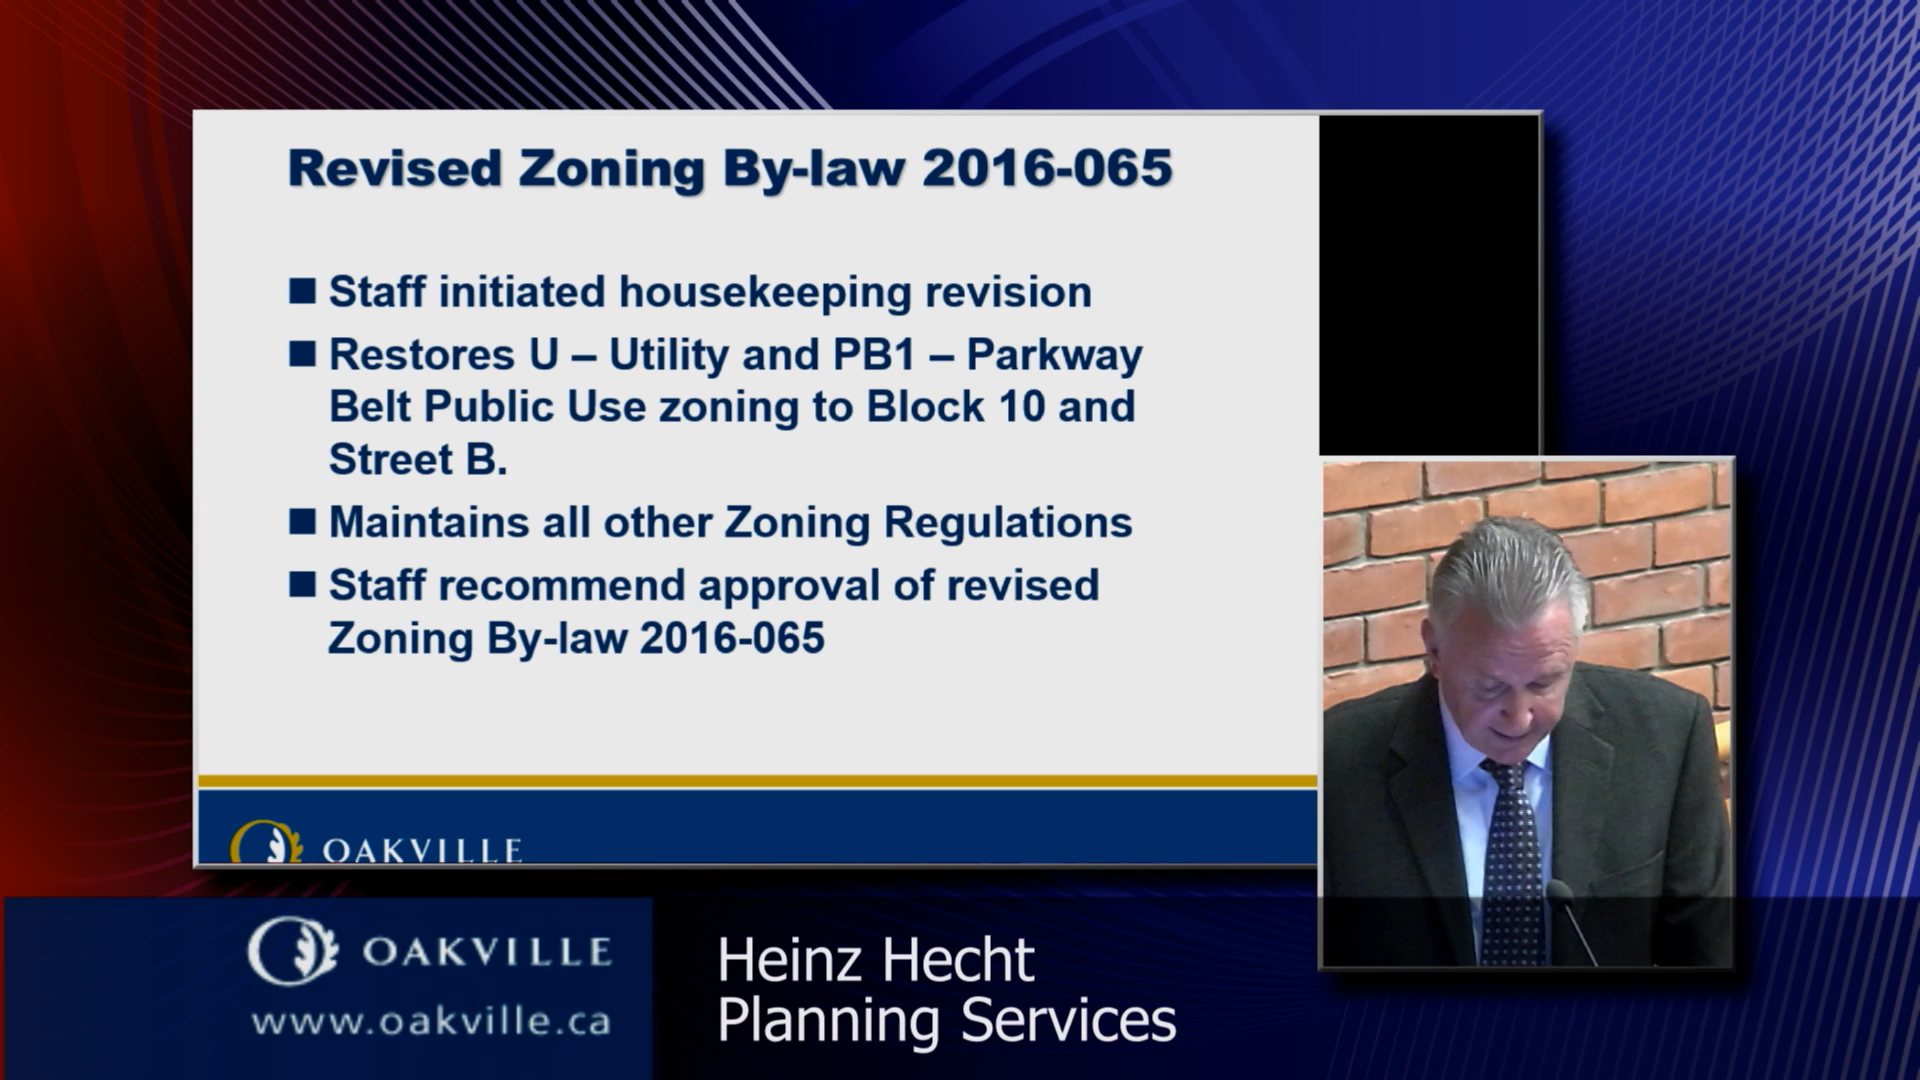 Revised Zoning By-law 2016-065
■ Staff initiated housekeeping revision
■ Restores U – Utility and PB1 – Parkway
Belt Public Use zoning to Block 10 and
Street B.
■ Maintains all other Zoning Regulations
■ Staff recommend approval of revised
Zoning By-law 2016-065
OAKVILLE
OAKVILLE
www.oakville.ca
Heinz Hecht
Planning Services